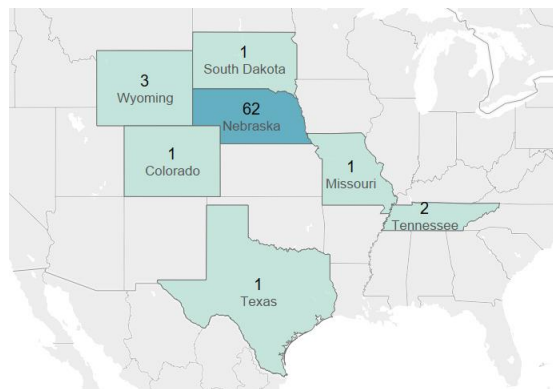 1
South Dakota
3
Wyoming
62
Nebraska
1
Colorado
1
Missouri
2
Tennessee
1
Texas